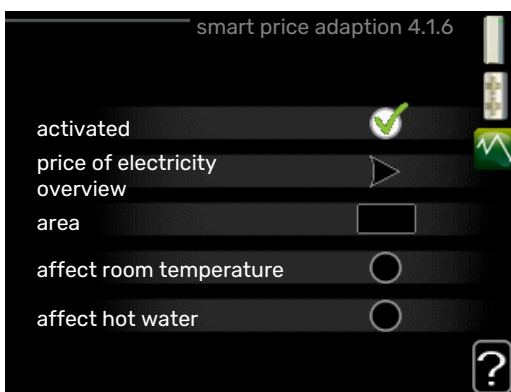 smart price adaption 4.1.6
activated
price of electricity
overview
area
affect room temperature
affect hot water
?